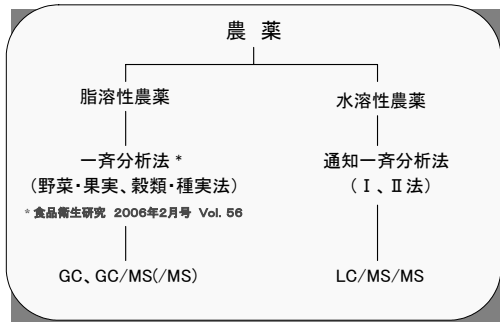 農 薬
脂溶性農薬
水溶性農薬
一斉分析法 *
(野菜・果実、穀類・種実法)
* 食品衛生研究 2006年2月号 Vol. 56
通知一斉分析法
(Ⅰ、Ⅱ法)
GC、GC/MS(/MS)
LC/MS/MS